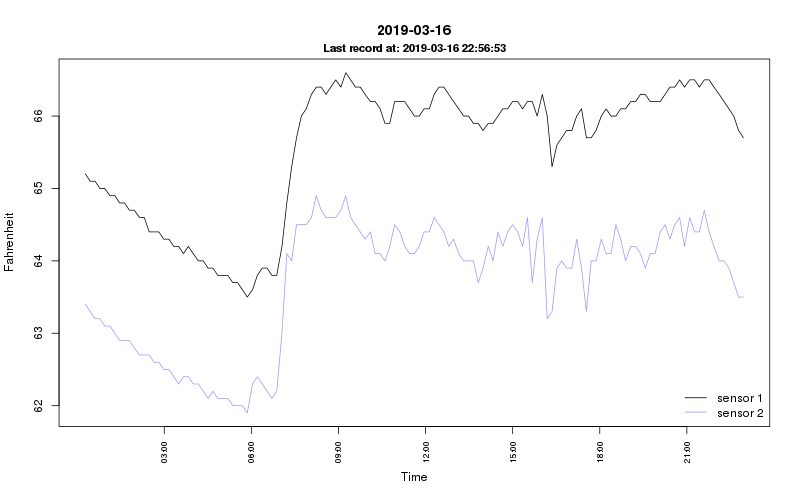 2019-03-16
Last record at: 2019-03-16 22:56:53
Fahrenheit
66
65
64
63
62
sensor 1
sensor 2
03:00 06:00 09:00 12:00 15:00 18:00 21:00
Time